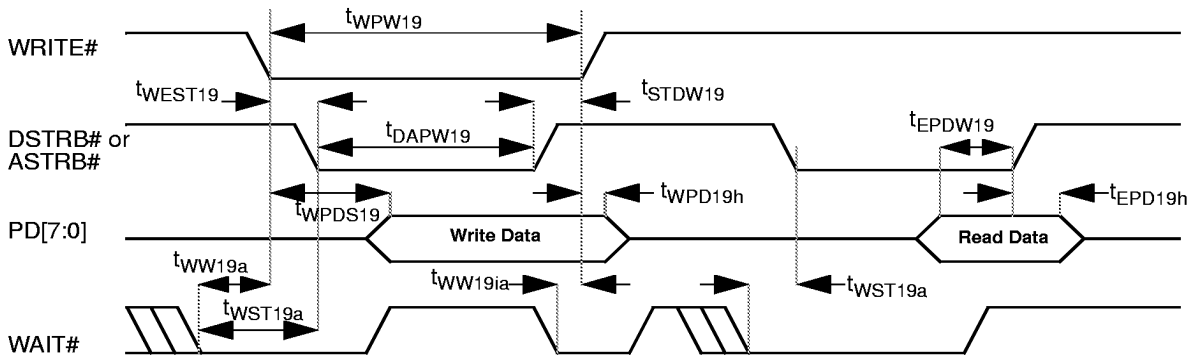 tWPW19
WRITE#
tWEST19
tSTDW19
DSTRB# or
ASTRB#
tDAPW19
tEPDW19
tWPDS19
tWPD19h
tEPD19h
PD[7:0]
Write Data
Read Data
tWW19a
tWW19ia
tWST19a
tWST19a
WAIT#